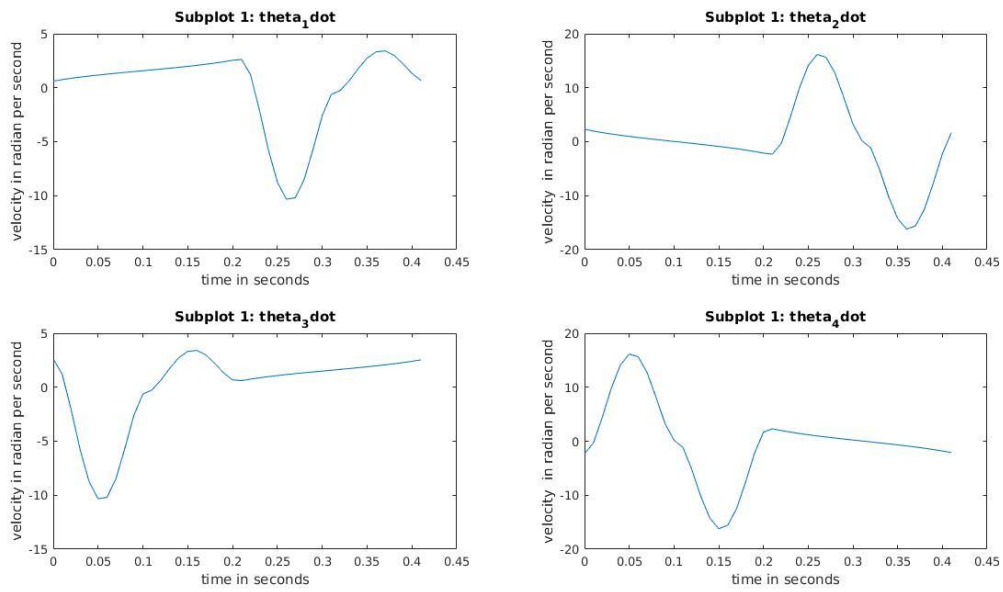 Subplot 1: theta1dot
5
0
-5
-10
-15
velocity in radian per second
0 0.05 0.1 0.15 0.2 0.25 0.3 0.35 0.4 0.45
time in seconds
Subplot 1: theta2dot
20
10
0
-10
-20
velocity  in radian per second
0 0.05 0.1 0.15 0.2 0.25 0.3 0.35 0.4 0.45
time in seconds
Subplot 1: theta3dot
5
0
-5
-10
-15
velocity in radian per second
0 0.05 0.1 0.15 0.2 0.25 0.3 0.35 0.4 0.45
time in seconds
Subplot 1: theta4dot
20
10
0
-10
-20
velocity  in radian per second
0 0.05 0.1 0.15 0.2 0.25 0.3 0.35 0.4 0.45
time in seconds